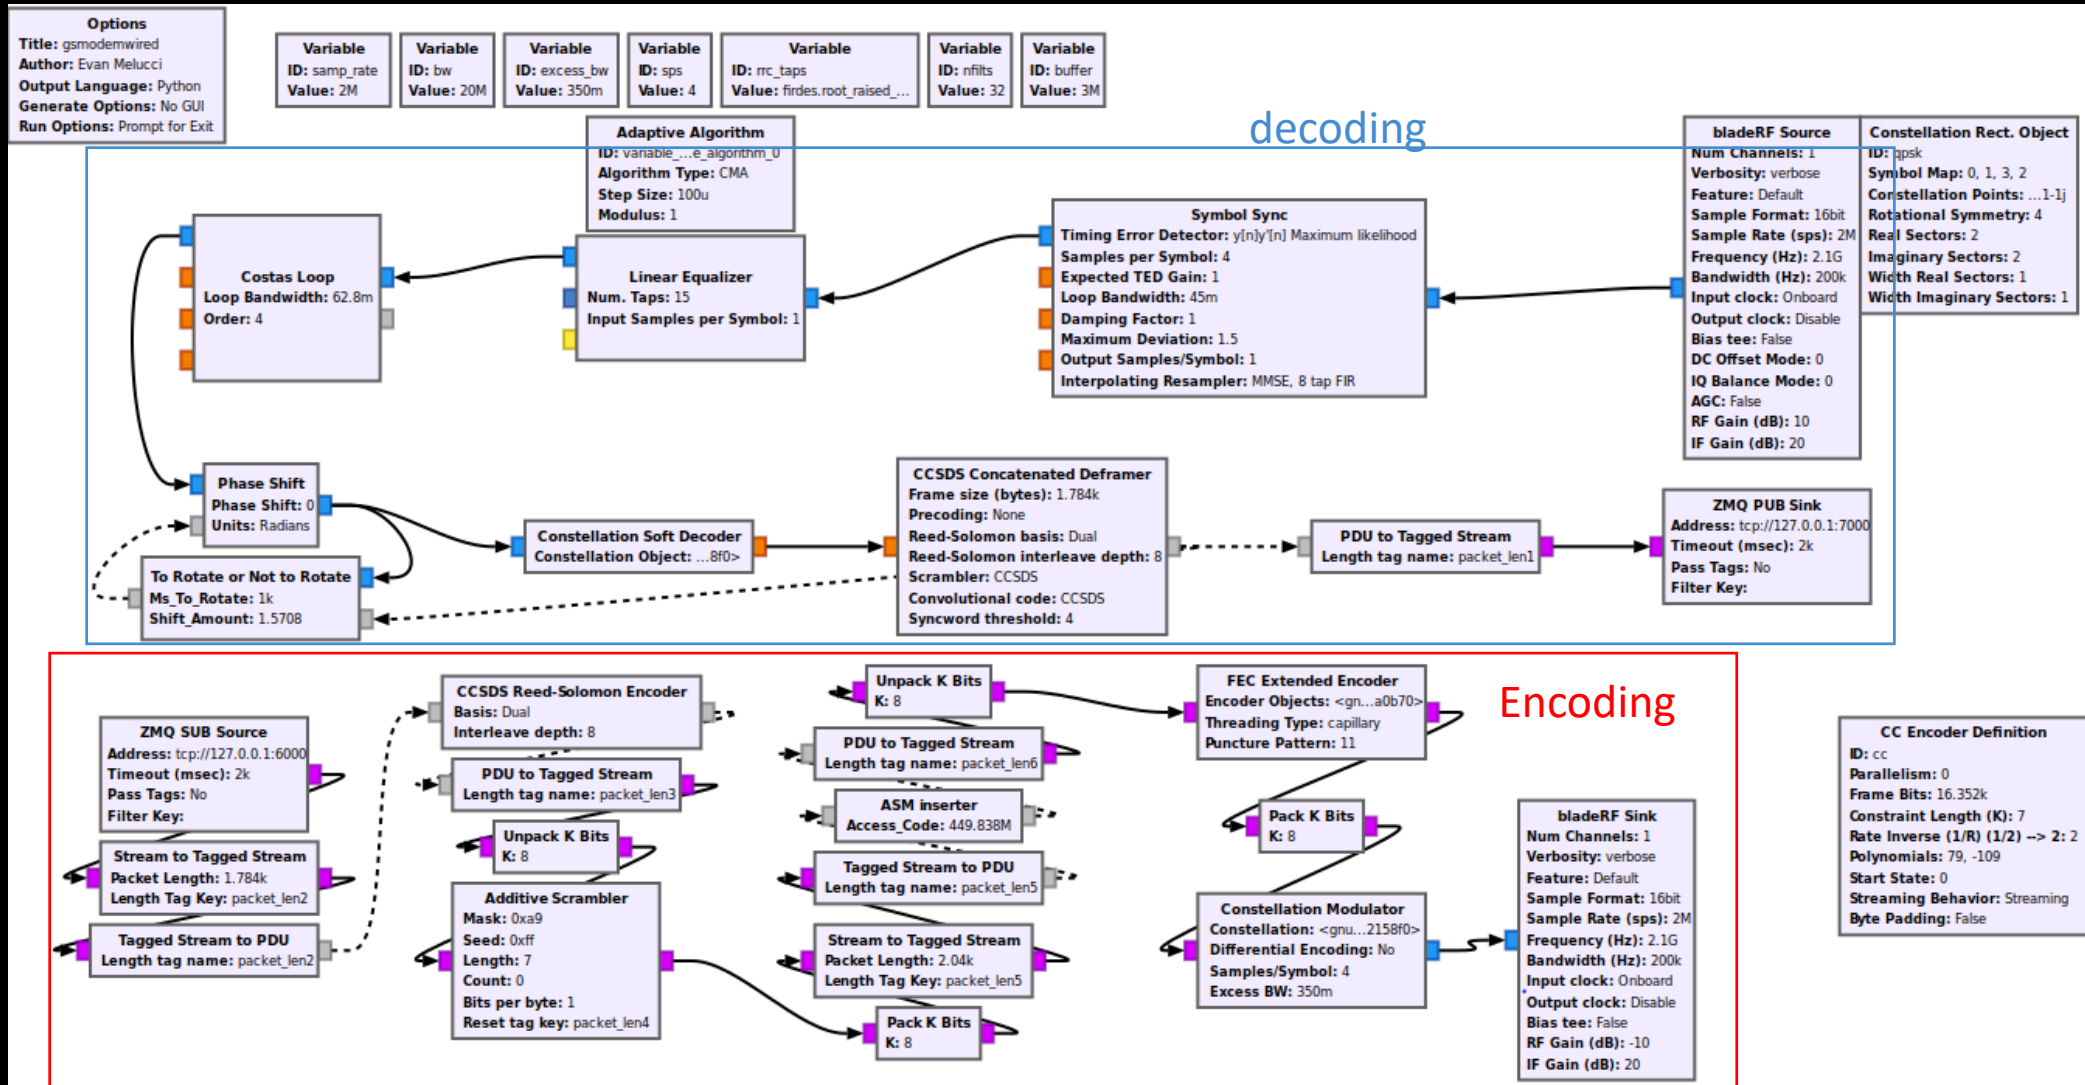 Options
Title: gsmodemwired
Author: Evan Melucci
Output Language: Python
Generate Options: No GUI
Run Options: Prompt for Exit
Variable
ID: samp_rate
Value: 2M
Variable
ID: bw
Value: 20M
Variable
ID: excess_bw
Value: 350m
Variable
ID: sps
Value: 4
Variable
ID: rrc_taps
Value: firdes.root_raised_...
Variable
ID: nfilts
Value: 32
Variable
ID: buffer
Value: 3M
decoding
Adaptive Algorithm
ID: variable_...e_algorithm_0
Algorithm Type: CMA
Step Size: 100u
Modulus: 1
bladeRF Source
Num Channels: 1
Verbosity: verbose
Feature: Default
Sample Format: 16bit
Sample Rate (sps): 2M
Frequency (Hz): 2.1G
Bandwidth (Hz): 200k
Input clock: Onboard
Output clock: Disable
Bias tee: False
DC Offset Mode: 0
IQ Balance Mode: 0
AGC: False
RF Gain (dB): 10
IF Gain (dB): 20
Constellation Rect. Object
ID: qpsk
Symbol Map: 0, 1, 3, 2
Constellation Points: ...1-1j
Rotational Symmetry: 4
Real Sectors: 2
Imaginary Sectors: 2
Width Real Sectors: 1
Width Imaginary Sectors: 1
Costas Loop
Loop Bandwidth: 62.8m
Order: 4
Linear Equalizer
Num. Taps: 15
Input Samples per Symbol: 1
Symbol Sync
Timing Error Detector: y[n]y'[n] Maximum likelihood
Samples per Symbol: 4
Expected TED Gain: 1
Loop Bandwidth: 45m
Damping Factor: 1
Maximum Deviation: 1.5
Output Samples/Symbol: 1
Interpolating Resampler: MMSE, 8 tap FIR
Phase Shift
Phase Shift: 0
Units: Radians
To Rotate or Not to Rotate
Ms_To_Rotate: 1k
Shift_Amount: 1.5708
Constellation Soft Decoder
Constellation Object: ...8f0>
CCSDS Concatenated Deframer
Frame size (bytes): 1.784k
Precoding: None
Reed-Solomon basis: Dual
Reed-Solomon interleave depth: 8
Scrambler: CCSDS
Convolutional code: CCSDS
Syncword threshold: 4
PDU to Tagged Stream
Length tag name: packet_len1
ZMQ PUB Sink
Address: tcp://127.0.0.1:7000
Timeout (msec): 2k
Pass Tags: No
Filter Key:
Encoding
ZMQ SUB Source
Address: tcp://127.0.0.1:6000
Timeout (msec): 2k
Pass Tags: No
Filter Key:
Stream to Tagged Stream
Packet Length: 1.784k
Length Tag Key: packet_len2
Tagged Stream to PDU
Length tag name: packet_len2
CCSDS Reed-Solomon Encoder
Basis: Dual
Interleave depth: 8
PDU to Tagged Stream
Length tag name: packet_len3
Unpack K Bits
K: 8
Additive Scrambler
Mask: 0xa9
Seed: 0xff
Length: 7
Count: 0
Bits per byte: 1
Reset tag key: packet_len4
Unpack K Bits
K: 8
PDU to Tagged Stream
Length tag name: packet_len6
ASM inserter
Access_Code: 449.838M
Tagged Stream to PDU
Length tag name: packet_len5
Stream to Tagged Stream
Packet Length: 2.04k
Length Tag Key: packet_len5
Pack K Bits
K: 8
FEC Extended Encoder
Encoder Objects: <gn...a0b70>
Threading Type: capillary
Puncture Pattern: 11
Pack K Bits
K: 8
Constellation Modulator
Constellation: <gnu...2158f0>
Differential Encoding: No
Samples/Symbol: 4
Excess BW: 350m
bladeRF Sink
Num Channels: 1
Verbosity: verbose
Feature: Default
Sample Format: 16bit
Sample Rate (sps): 2M
Frequency (Hz): 2.1G
Bandwidth (Hz): 200k
Input clock: Onboard
Output clock: Disable
Bias tee: False
RF Gain (dB): -10
IF Gain (dB): 20
CC Encoder Definition
ID: cc
Parallelism: 0
Frame Bits: 16.352k
Constraint Length (K): 7
Rate Inverse (1/R) (1/2) --> 2: 2
Polynomials: 79, -109
Start State: 0
Streaming Behavior: Streaming
Byte Padding: False